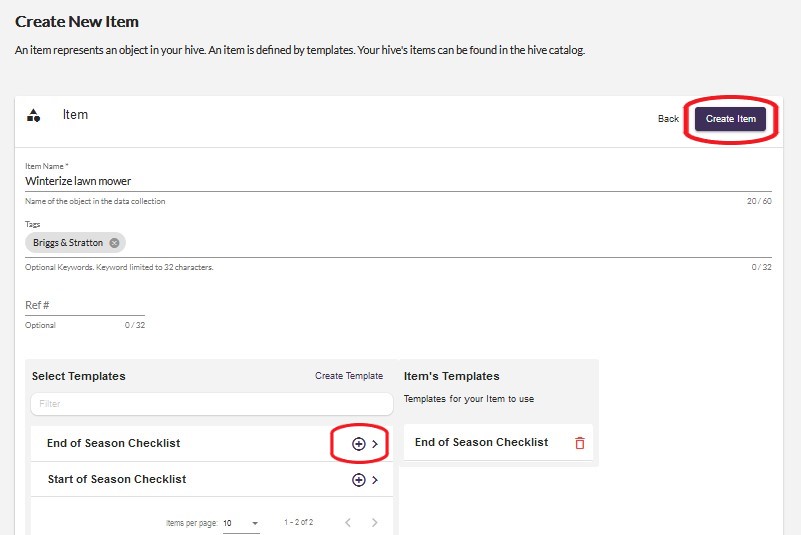 Create New Item
An item represents an object in your hive. An item is defined by templates. Your hive's items can be found in the hive catalog.
Item
Back
Create Item
Item Name *
Winterize lawn mower
Name of the object in the data collection
20 / 60
Tags
Briggs & Stratton
Optional Keywords. Keyword limited to 32 characters.
0 / 32
Ref #
Optional
0 / 32
Select Templates
Create Template
Filter
End of Season Checklist
Start of Season Checklist
Items per page:
10
1 - 2 of 2
Item's Templates
Templates for your Item to use
End of Season Checklist